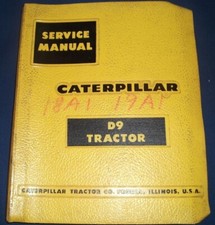 SERVICE
MANUAL
CATERPILLAR
18A1 19A1
D9
TRACTOR
CATERPILLAR TRACTOR CO. PEORIA, ILLINOIS, U.S.A.